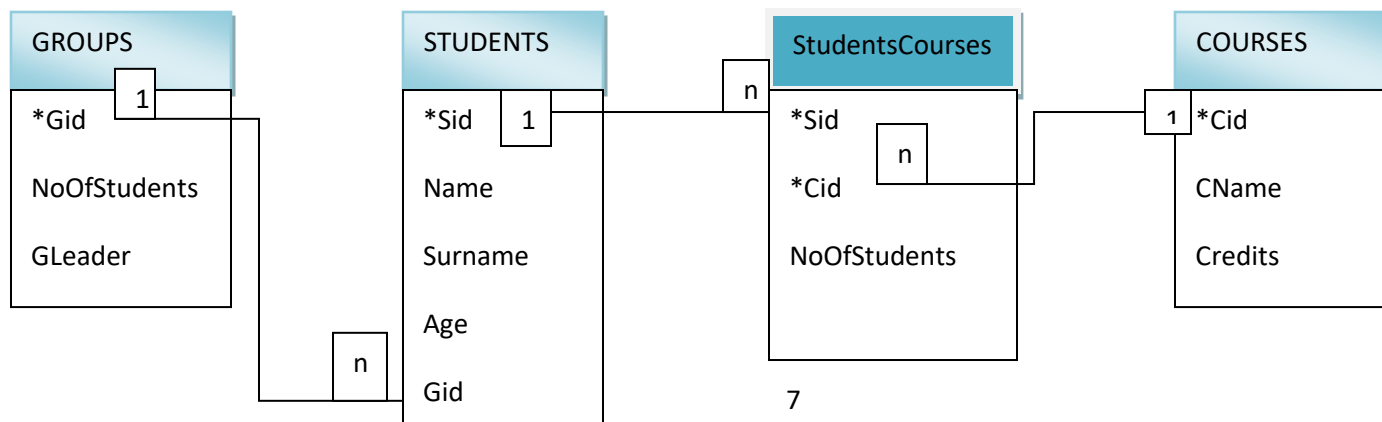 GROUPS
1
*Gid
NoOfStudents
GLeader
n
STUDENTS
*Sid
1
Name
Surname
Age
Gid
n
StudentsCourses
*Sid
n
*Cid
NoOfStudents
7
COURSES
1
*Cid
CName
Credits